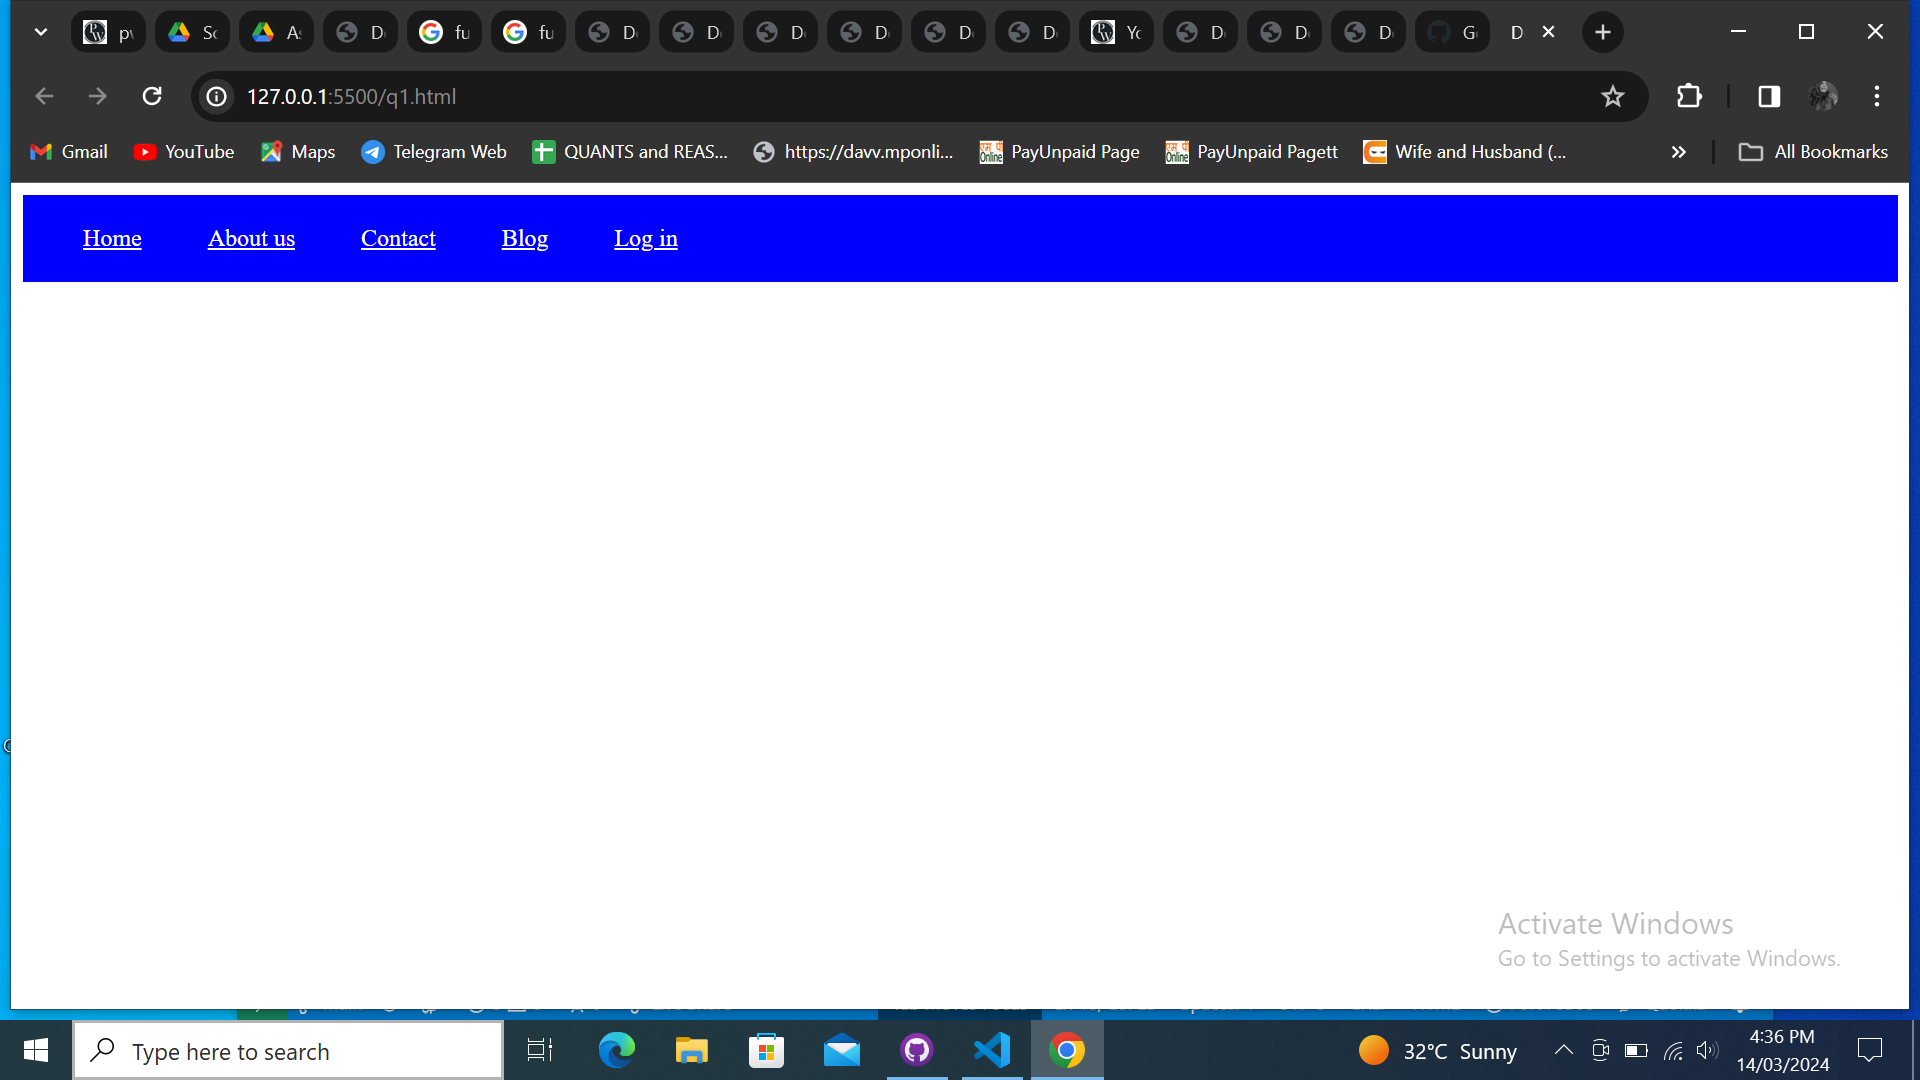 pv
Sc
As
D
fu
fu
D
D
D
D
D
D
Yo
D
D
D
G
D
127.0.0.1:5500/q1.html
Gmail
YouTube
Maps
Telegram Web
QUANTS and REAS...
https://davv.mponli...
PayUnpaid Page
PayUnpaid Pagett
Wife and Husband (...
All Bookmarks
Home
About us
Contact
Blog
Log in
Activate Windows
Go to Settings to activate Windows.
Type here to search
32°C Sunny
4:36 PM
14/03/2024